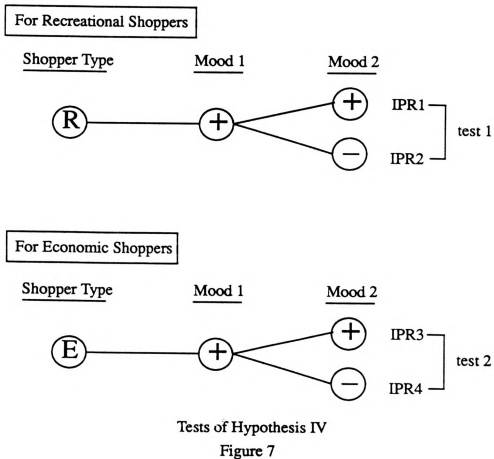 For Recreational Shoppers
Shopper Type Mood 1 Mood 2
R + + IPR1
test 1
− IPR2
For Economic Shoppers
Shopper Type Mood 1 Mood 2
E + + IPR3
test 2
− IPR4
Tests of Hypothesis IV
Figure 7